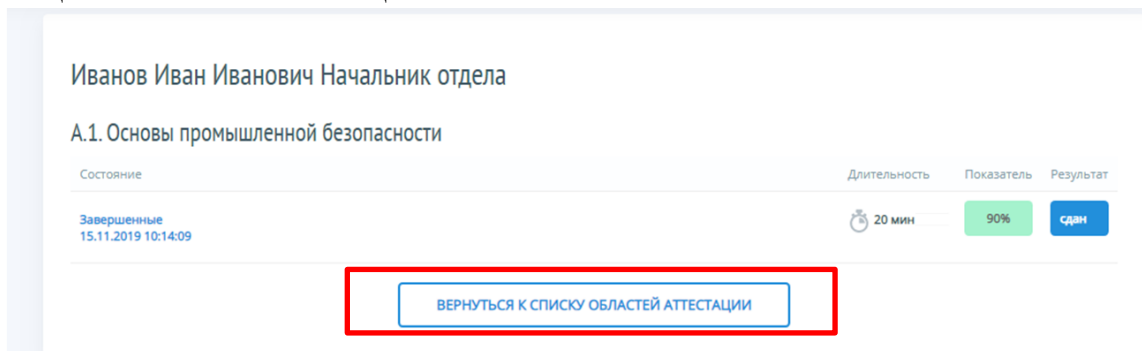 Иванов Иван Иванович Начальник отдела
А.1. Основы промышленной безопасности
Состояние Длительность Показатель Результат
Завершенные 20 мин 90% сдан
15.11.2019 10:14:09
ВЕРНУТЬСЯ К СПИСКУ ОБЛАСТЕЙ АТТЕСТАЦИИ